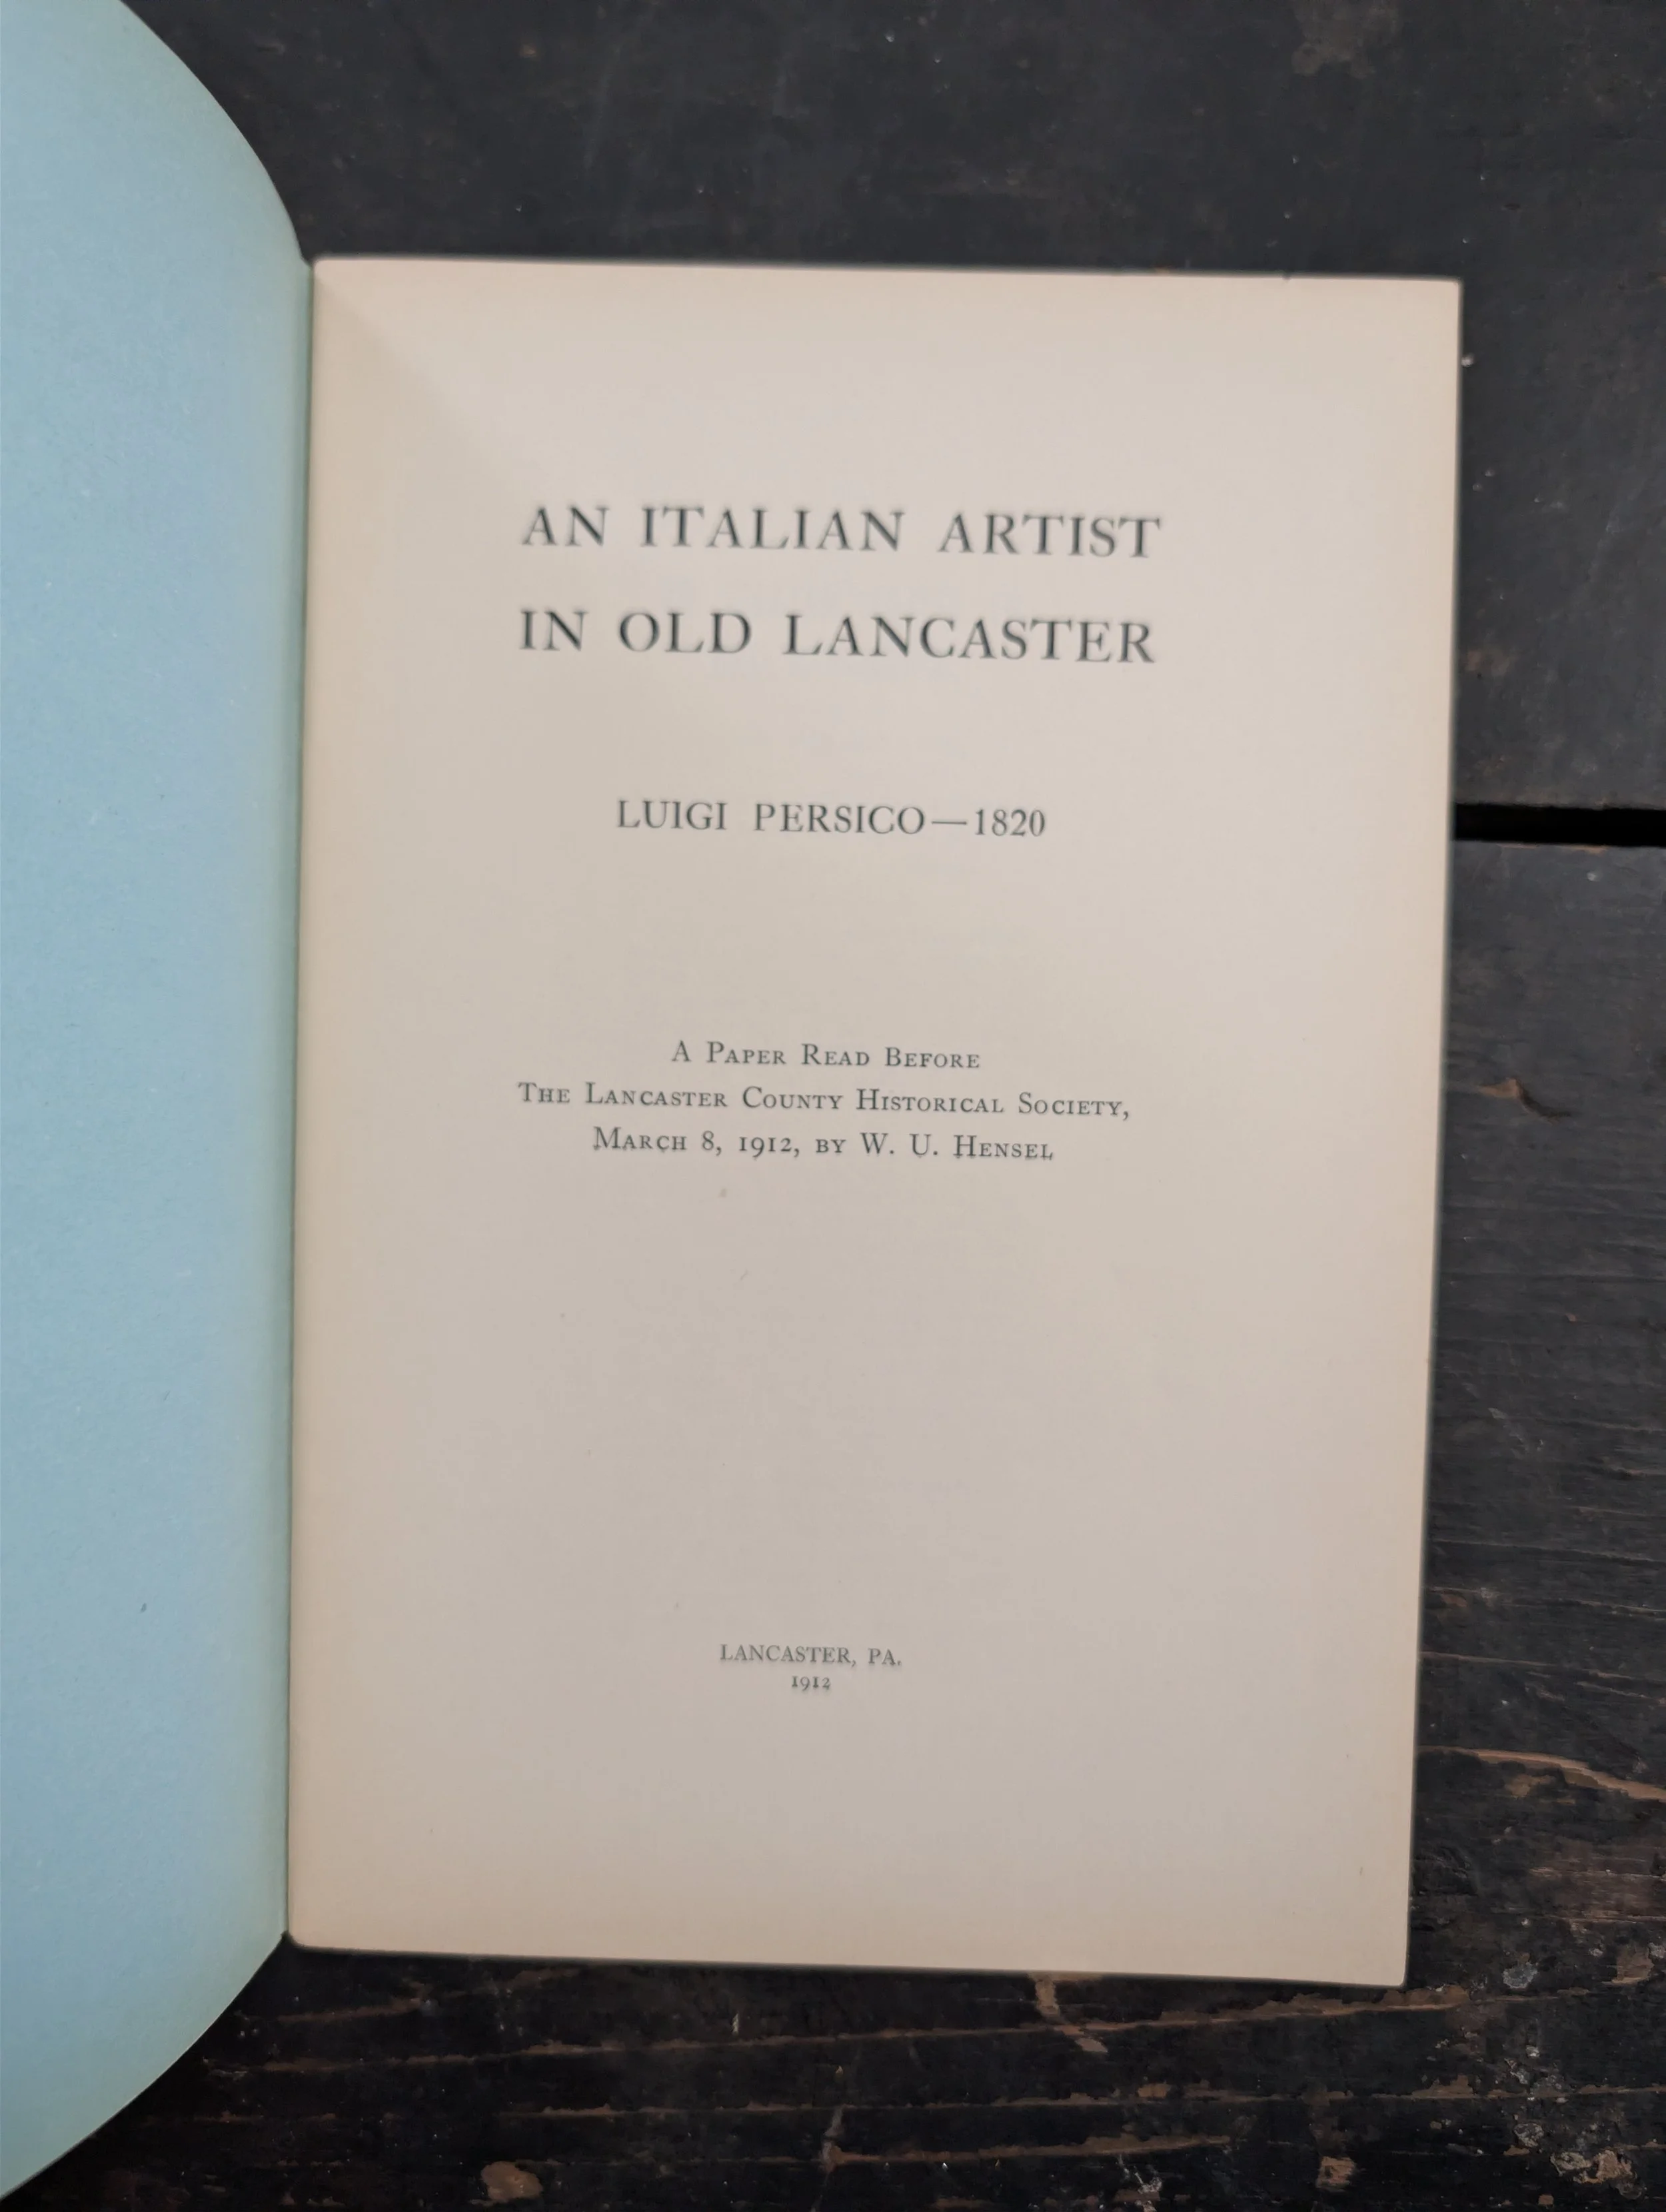 AN ITALIAN ARTIST
IN OLD LANCASTER
LUIGI PERSICO—1820
A PAPER READ BEFORE
THE LANCASTER COUNTY HISTORICAL SOCIETY,
MARCH 8, 1912, BY W. U. HENSEL
LANCASTER, PA.
1912